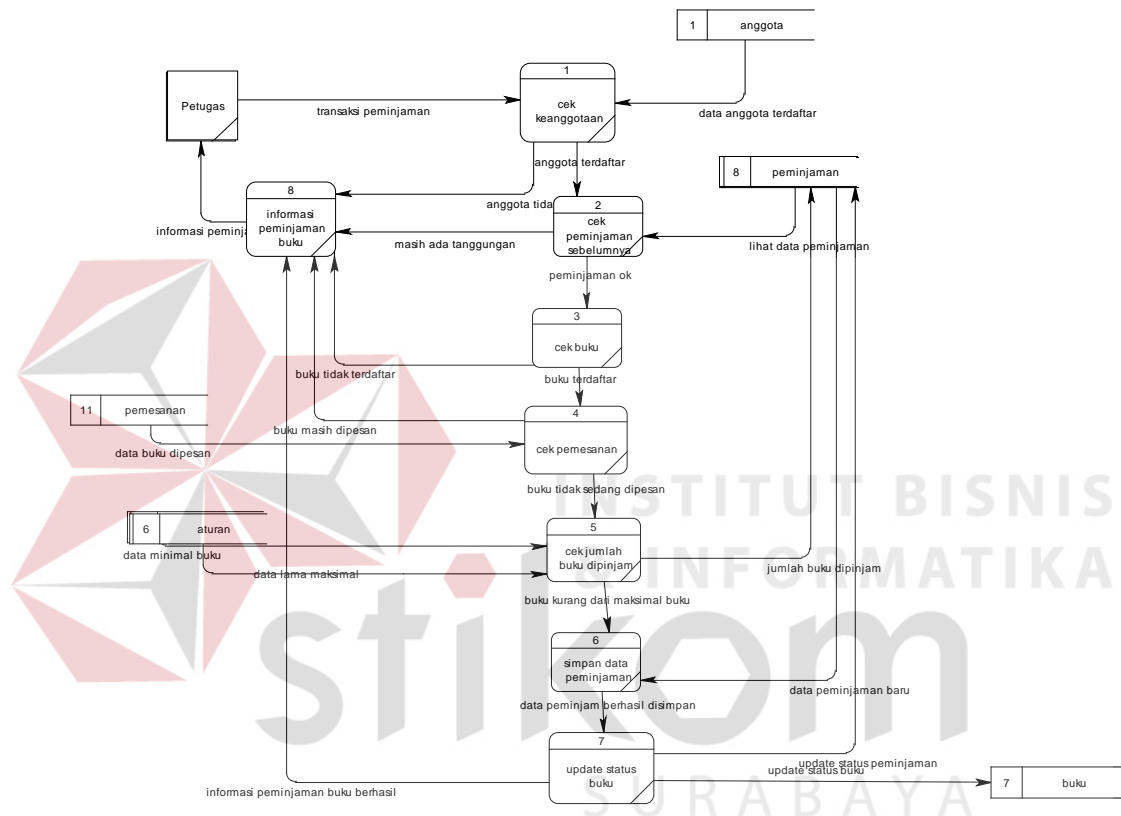 1 anggota
1
cek
keanggotaan
Petugas
transaksi peminjaman
data anggota terdaftar
anggota terdaftar
8 peminjaman
8
informasi
peminjaman
buku
anggota tida
2
cek
peminjaman
sebelumnya
informasi peminja
masih ada tanggungan
lihat data peminjaman
peminjaman ok
3
cek buku
buku tidak terdaftar
buku terdaftar
11 pemesanan
4
cek pemesanan
buku masih dipesan
data buku dipesan
buku tidak sedang dipesan
INSTITUT BISNIS
& INFORMATIKA
6 aturan
5
cek jumlah
buku dipinjam
data minimal buku
data lama maksimal
jumlah buku dipinjam
buku kurang dari maksimal buku
stikom
6
simpan data
peminjaman
data peminjaman baru
data peminjam berhasil disimpan
7
update status
buku
update status peminjaman
update status buku
7 buku
informasi peminjaman buku berhasil
SURABAYA